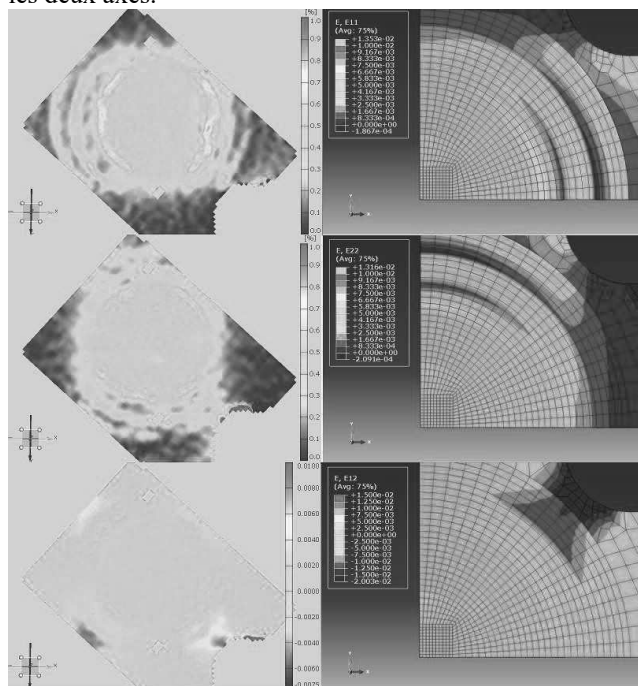 les deux axes.
[%]
1.0
0.9
0.8
0.7
0.6
0.5
0.4
0.3
0.2
0.1
0.0
E, E11
(Avg: 75%)
+1.353e-02
+1.000e-02
+9.167e-03
+8.333e-03
+7.500e-03
+6.667e-03
+5.833e-03
+5.000e-03
+4.167e-03
+3.333e-03
+2.500e-03
+1.667e-03
+8.333e-04
+0.000e+00
-1.867e-04
[%]
1.0
0.9
0.8
0.7
0.6
0.5
0.4
0.3
0.2
0.1
0.0
E, E22
(Avg: 75%)
+1.316e-02
+1.000e-02
+9.167e-03
+8.333e-03
+7.500e-03
+6.667e-03
+5.833e-03
+5.000e-03
+4.167e-03
+3.333e-03
+2.500e-03
+1.667e-03
+8.334e-04
+0.000e+00
-2.091e-04
0.0100
0.0080
0.0060
0.0040
0.0020
0.0000
-0.0020
-0.0040
-0.0060
-0.0075
E, E12
(Avg: 75%)
+1.500e-02
+1.250e-02
+1.000e-02
+7.500e-03
+5.000e-03
+2.500e-03
+0.000e+00
-2.500e-03
-5.000e-03
-7.500e-03
-1.000e-02
-1.250e-02
-1.500e-02
-2.003e-02